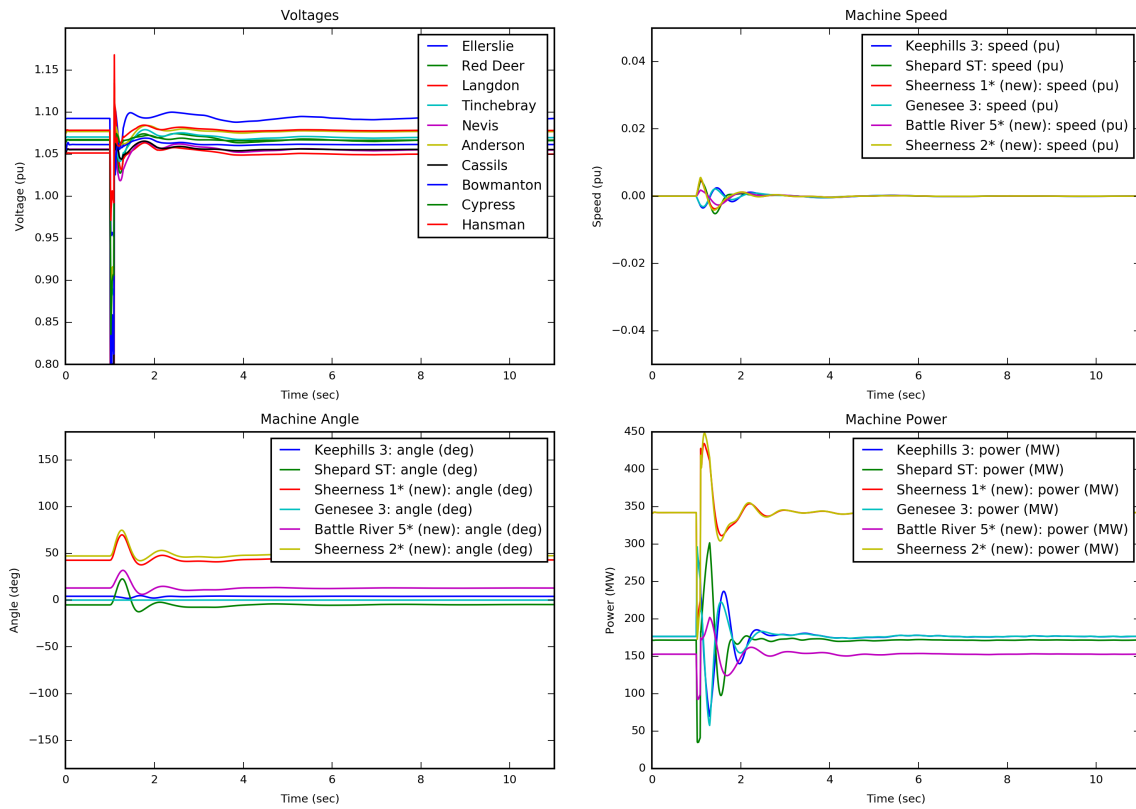 Voltages
1.15
1.10
1.05
1.00
0.95
0.90
0.85
0.80
Voltage (pu)
0 2 4 6 8 10
Time (sec)
Ellerslie
Red Deer
Langdon
Tinchebray
Nevis
Anderson
Cassils
Bowmanton
Cypress
Hansman
Machine Speed
0.04
0.02
0.00
−0.02
−0.04
Speed (pu)
0 2 4 6 8 10
Time (sec)
Keephills 3: speed (pu)
Shepard ST: speed (pu)
Sheerness 1* (new): speed (pu)
Genesee 3: speed (pu)
Battle River 5* (new): speed (pu)
Sheerness 2* (new): speed (pu)
Machine Angle
150
100
50
0
−50
−100
−150
Angle (deg)
0 2 4 6 8 10
Time (sec)
Keephills 3: angle (deg)
Shepard ST: angle (deg)
Sheerness 1* (new): angle (deg)
Genesee 3: angle (deg)
Battle River 5* (new): angle (deg)
Sheerness 2* (new): angle (deg)
Machine Power
450
400
350
300
250
200
150
100
50
0
Power (MW)
0 2 4 6 8 10
Time (sec)
Keephills 3: power (MW)
Shepard ST: power (MW)
Sheerness 1* (new): power (MW)
Genesee 3: power (MW)
Battle River 5* (new): power (MW)
Sheerness 2* (new): power (MW)